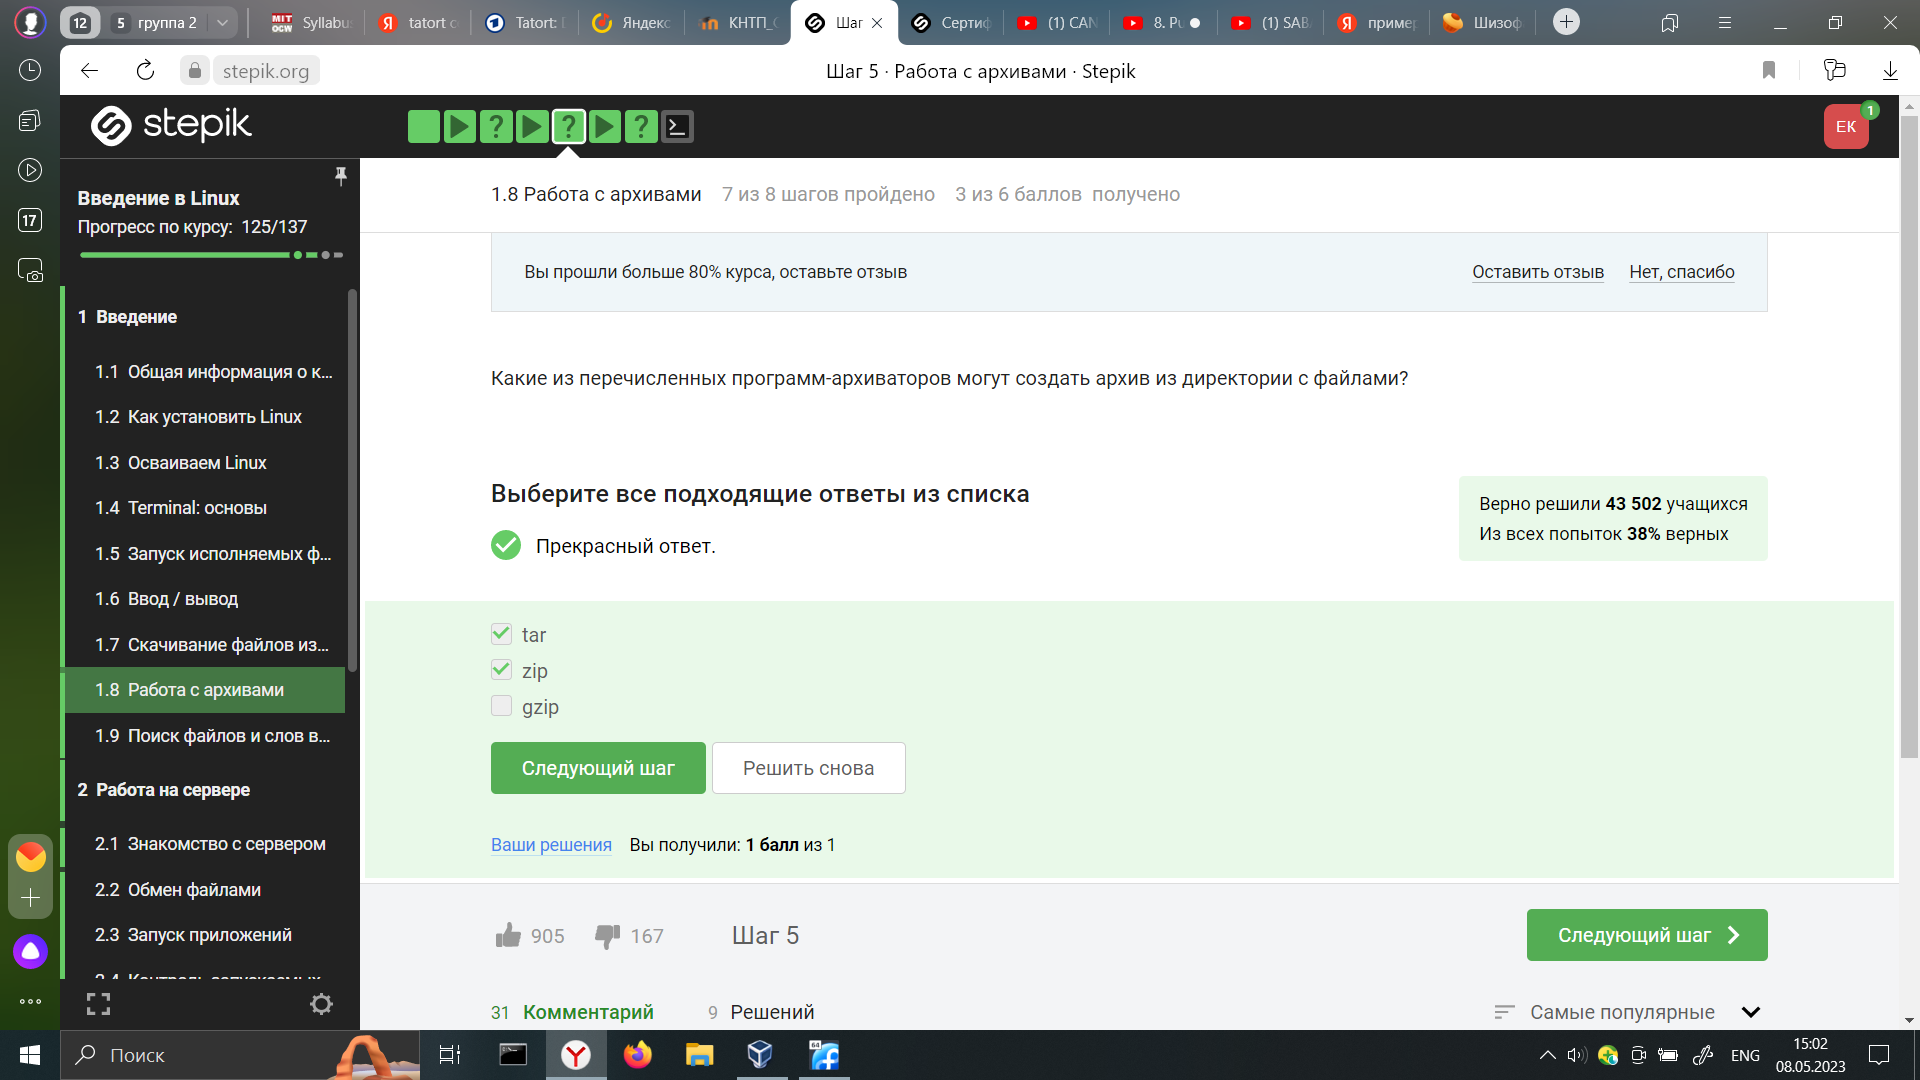 12
5 группа 2
MIT OCW Syllabu
tatort
Tatort:
Яндекс
КНТП_
Шаг
Сертиф
(1) CAN
8. Pu
(1) SAB
пример
Шизоф
stepik.org
Шаг 5 · Работа с архивами · Stepik
17
stepik
EK
1
Введение в Linux
Прогресс по курсу: 125/137
1.8 Работа с архивами 7 из 8 шагов пройдено 3 из 6 баллов получено
Вы прошли больше 80% курса, оставьте отзыв
Оставить отзыв
Нет, спасибо
1 Введение
1.1 Общая информация о к...
1.2 Как установить Linux
1.3 Осваиваем Linux
1.4 Terminal: основы
1.5 Запуск исполняемых ф...
1.6 Ввод / вывод
1.7 Скачивание файлов из...
1.8 Работа с архивами
1.9 Поиск файлов и слов в...
2 Работа на сервере
2.1 Знакомство с сервером
2.2 Обмен файлами
2.3 Запуск приложений
Какие из перечисленных программ-архиваторов могут создать архив из директории с файлами?
Выберите все подходящие ответы из списка
Прекрасный ответ.
Верно решили 43 502 учащихся
Из всех попыток 38% верных
tar
zip
gzip
Следующий шаг
Решить снова
Ваши решения Вы получили: 1 балл из 1
905
167
Шаг 5
Следующий шаг
31 Комментарий
9 Решений
Самые популярные
Поиск
64
ENG
15:02
08.05.2023